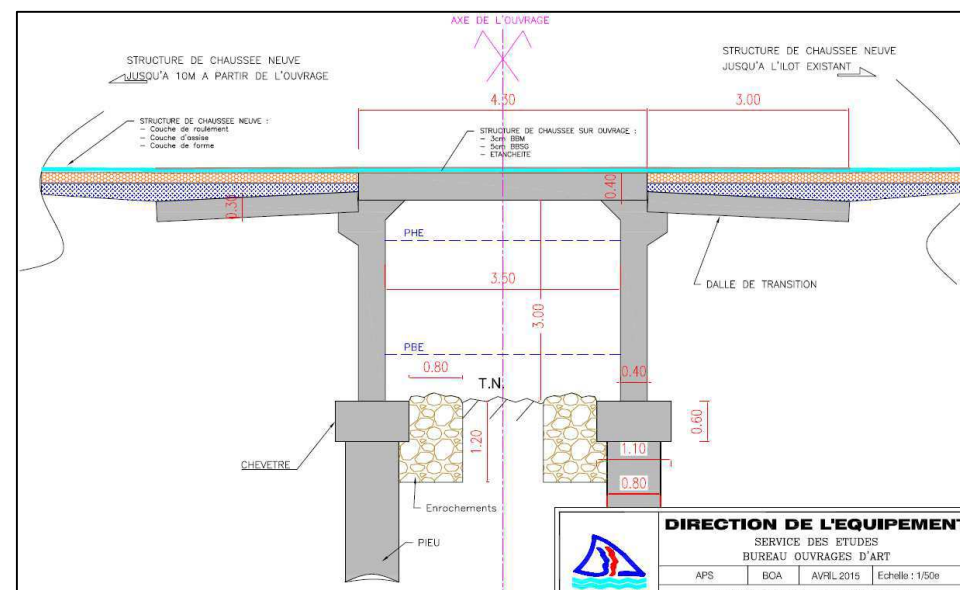 AXE DE L'OUVRAGE
STRUCTURE DE CHAUSSEE NEUVE
JUSQU'A 10M A PARTIR DE L'OUVRAGE
STRUCTURE DE CHAUSSEE NEUVE
JUSQU'A L'ILOT EXISTANT
4.30
3.00
STRUCTURE DE CHAUSSEE NEUVE :
– Couche de roulement
– Couche d'assise
– Couche de forme
STRUCTURE DE CHAUSSEE SUR OUVRAGE :
– 3cm BBM
– 5cm BBSG
– ETANCHEITE
0.40
0.30
PHE
3.50
3.00
DALLE DE TRANSITION
PBE
0.80
0.40
T.N.
0.60
1.20
1.10
CHEVETRE
0.80
Enrochements
PIEU
DIRECTION DE L'EQUIPEMENT
SERVICE DES ETUDES
BUREAU OUVRAGES D'ART
APS BOA AVRIL 2015 Echelle : 1/50e